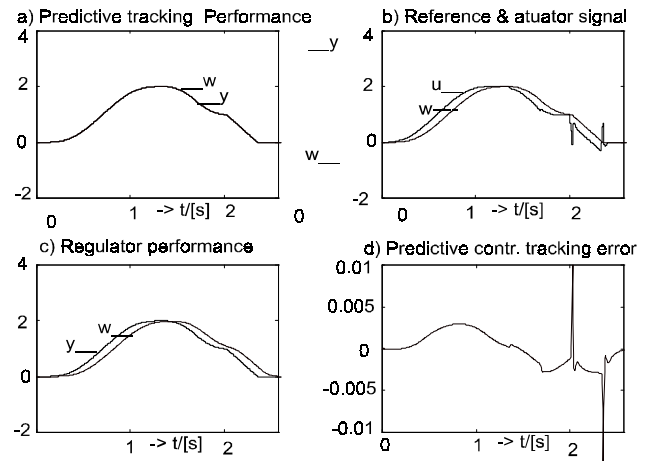 a) Predictive tracking Performance
4
2
0
-2
w
y
0
1
-> t/[s]
2
y
w
0
b) Reference & atuator signal
4
2
0
-2
u
w
0
1
-> t/[s]
2
c) Regulator performance
4
2
0
-2
y
w
1
-> t/[s]
2
d) Predictive contr. tracking error
0.01
0.005
0
-0.005
-0.01
0
1
-> t/[s]
2